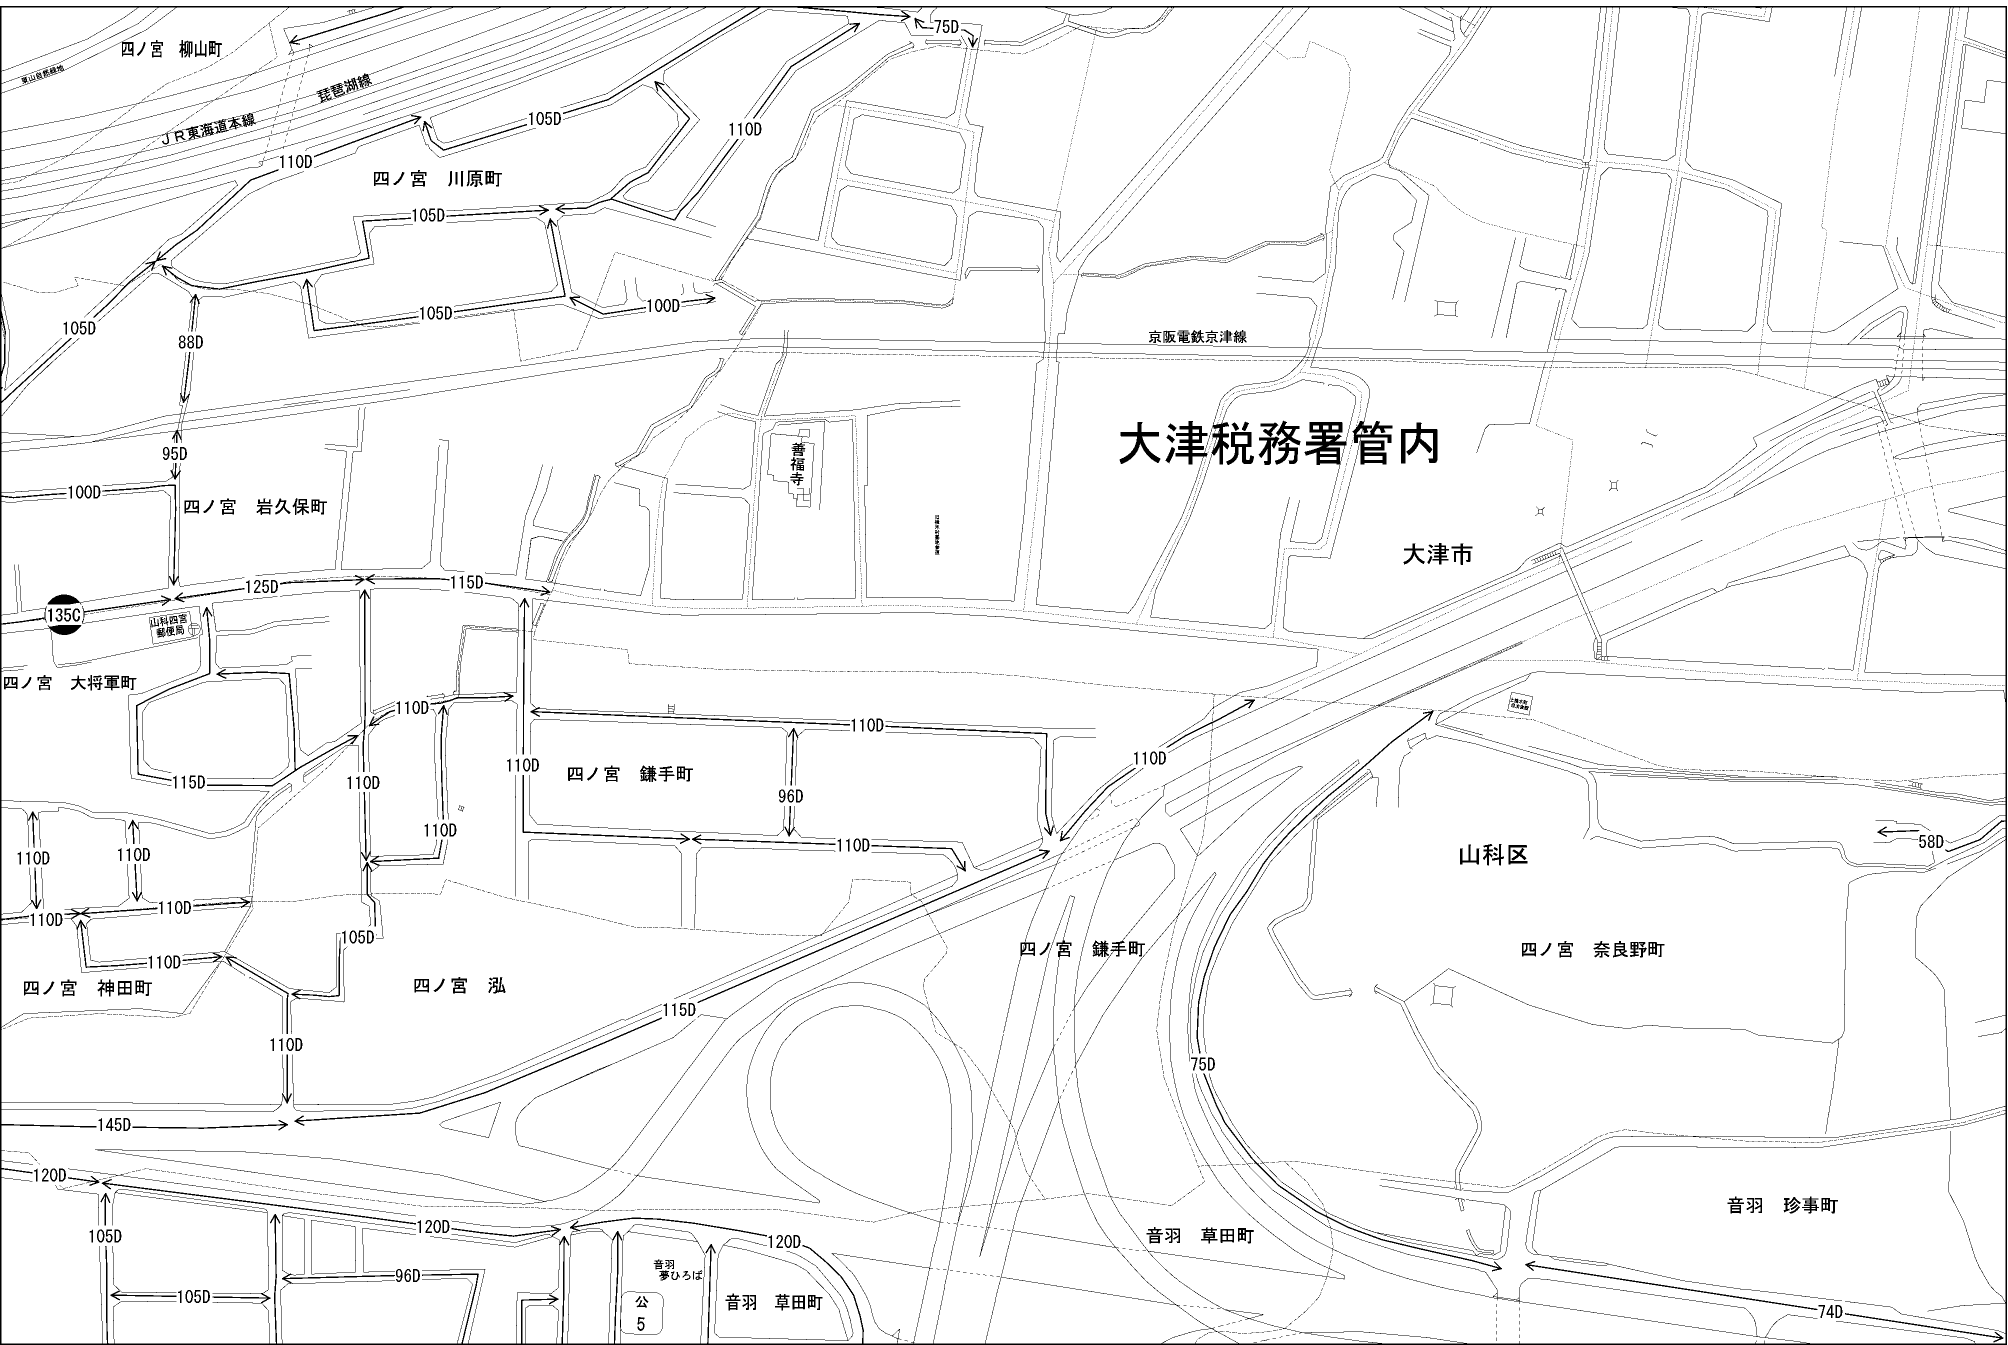 75D
四ノ宮　柳山町
東山自然緑地
琵琶湖線
ＪＲ東海道本線
105D
110D
110D
四ノ宮　川原町
105D
105D
100D
105D
88D
京阪電鉄京津線
大津税務署管内
善福寺
95D
100D
四ノ宮　岩久保町
大津市
125D
115D
135C
山科四宮
郵便局
四ノ宮　大将軍町
110D
110D
110D
110D
四ノ宮　鎌手町
110D
115D
110D
96D
110D
110D
110D
110D
58D
山科区
110D
110D
105D
110D
四ノ宮　神田町
四ノ宮　泓
四ノ宮　鎌手町
四ノ宮　奈良野町
115D
110D
75D
145D
120D
120D
105D
120D
音羽　草田町
音羽　珍事町
96D
105D
音羽
夢ひろば
公
5
音羽　草田町
74D